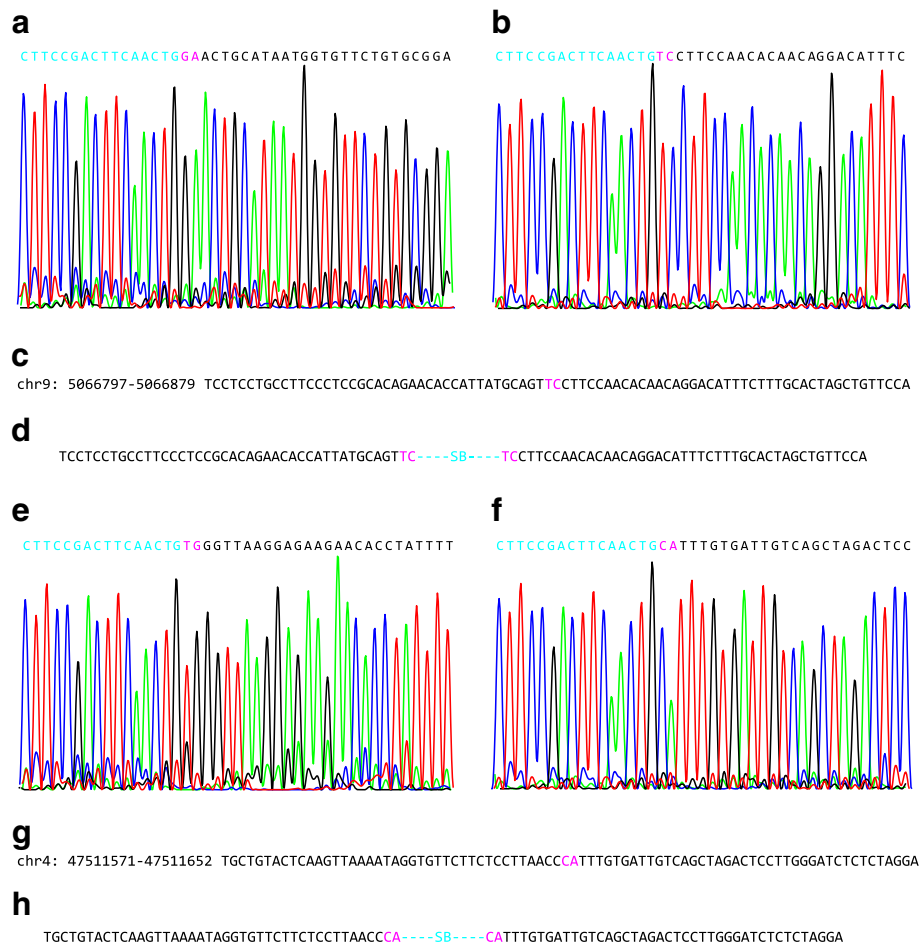 a
b
CTTCCGACTTCAACTGGAACTGCATAATGGTGTTCTGTGCGGA
CTTCCGACTTCAACTGTCCTTCCAACACAACAGGACATTTC
c
chr9: 5066797-5066879 TCCTCCTGCCTTCCCTCCGCACAGAACACCATTATGCAGTTCCTTCCAACACAACAGGACATTTCTTTGCACTAGCTGTTCCA
d
TCCTCCTGCCTTCCCTCCGCACAGAACACCATTATGCAGTTC----SB----TCCTTCCAACACAACAGGACATTTCTTTGCACTAGCTGTTCCA
e
f
CTTCCGACTTCAACTGTGGGTTAAGGAGAAGAACACCTATTTT
CTTCCGACTTCAACTGCATTTGTGATTGTCAGCTAGACTCC
g
chr4: 47511571-47511652 TGCTGTACTCAAGTTAAAATAGGTGTTCTTCTCCTTAACCCATTTGTGATTGTCAGCTAGACTCCTTGGGATCTCTCTAGGA
h
TGCTGTACTCAAGTTAAAATAGGTGTTCTTCTCCTTAACCCA----SB----CATTTGTGATTGTCAGCTAGACTCCTTGGGATCTCTCTAGGA